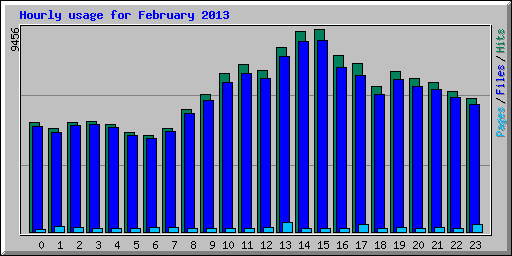 Hourly usage for February 2013
9456
Pages / Files / Hits
0 1 2 3 4 5 6 7 8 9 10 11 12 13 14 15 16 17 18 19 20 21 22 23